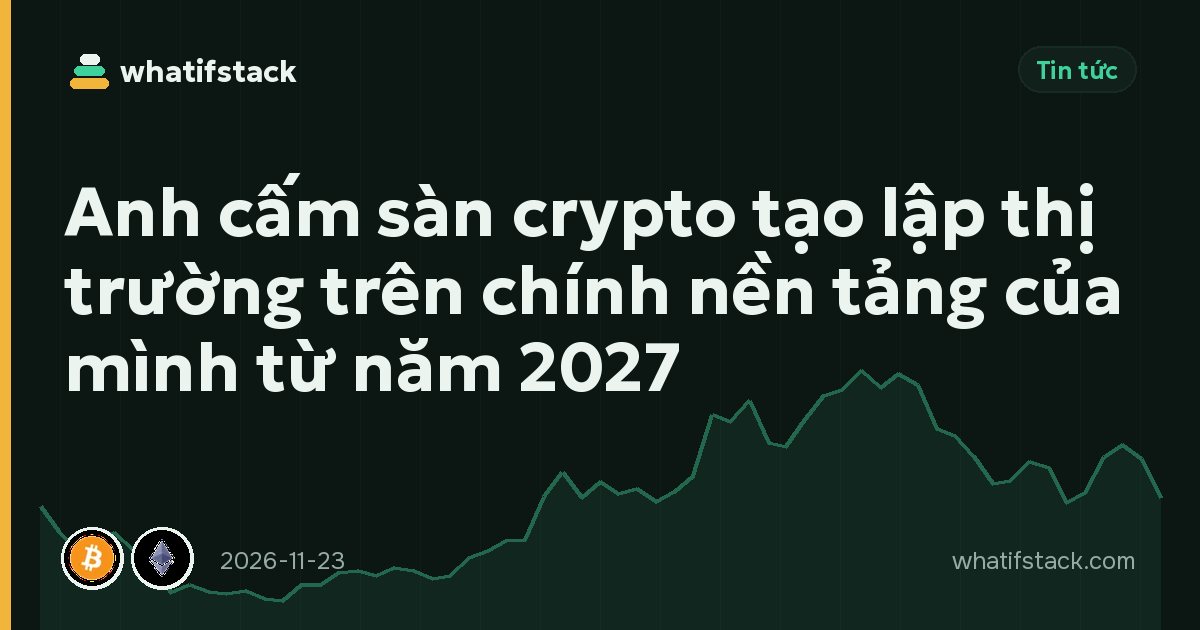 whatifstack
Tin tức
Anh cấm sàn crypto tạo lập thị
trường trên chính nền tảng của
mình từ năm 2027
2026-11-23
whatifstack.com